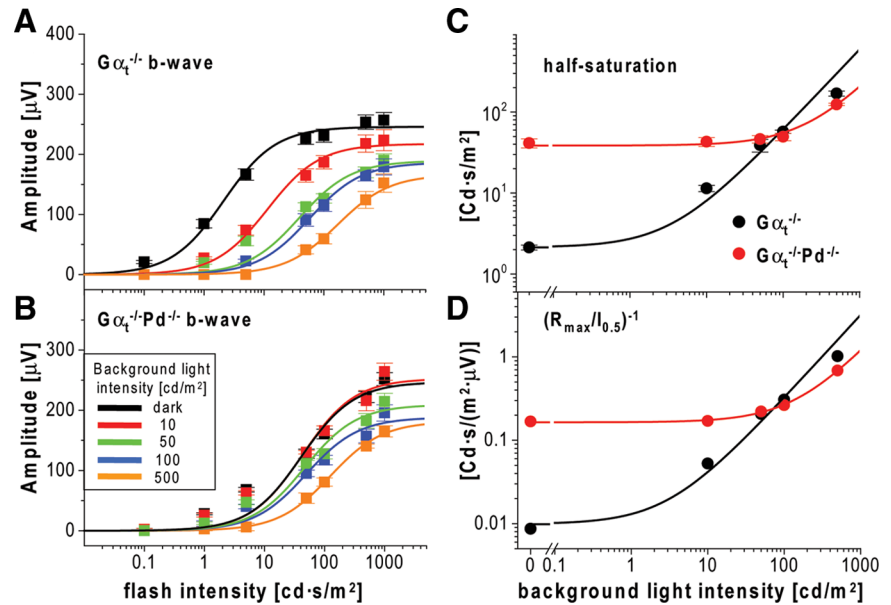 A
Gαt-/- b-wave
Amplitude [µV]
400
300
200
100
0
B
Gαt-/-Pd-/- b-wave
Amplitude [µV]
300
200
100
0
Background light
intensity [cd/m2]
dark
10
50
100
500
0.1 1 10 100 1000
flash intensity [cd·s/m2]
C
half-saturation
[Cd·s/m2]
102
101
100
Gαt-/-
Gαt-/-Pd-/-
D
(Rmax/I0.5)-1
[Cd·s/(m2·µV)]
1
0.1
0.01
0 0.1 1 10 100 1000
background light intensity [cd/m2]